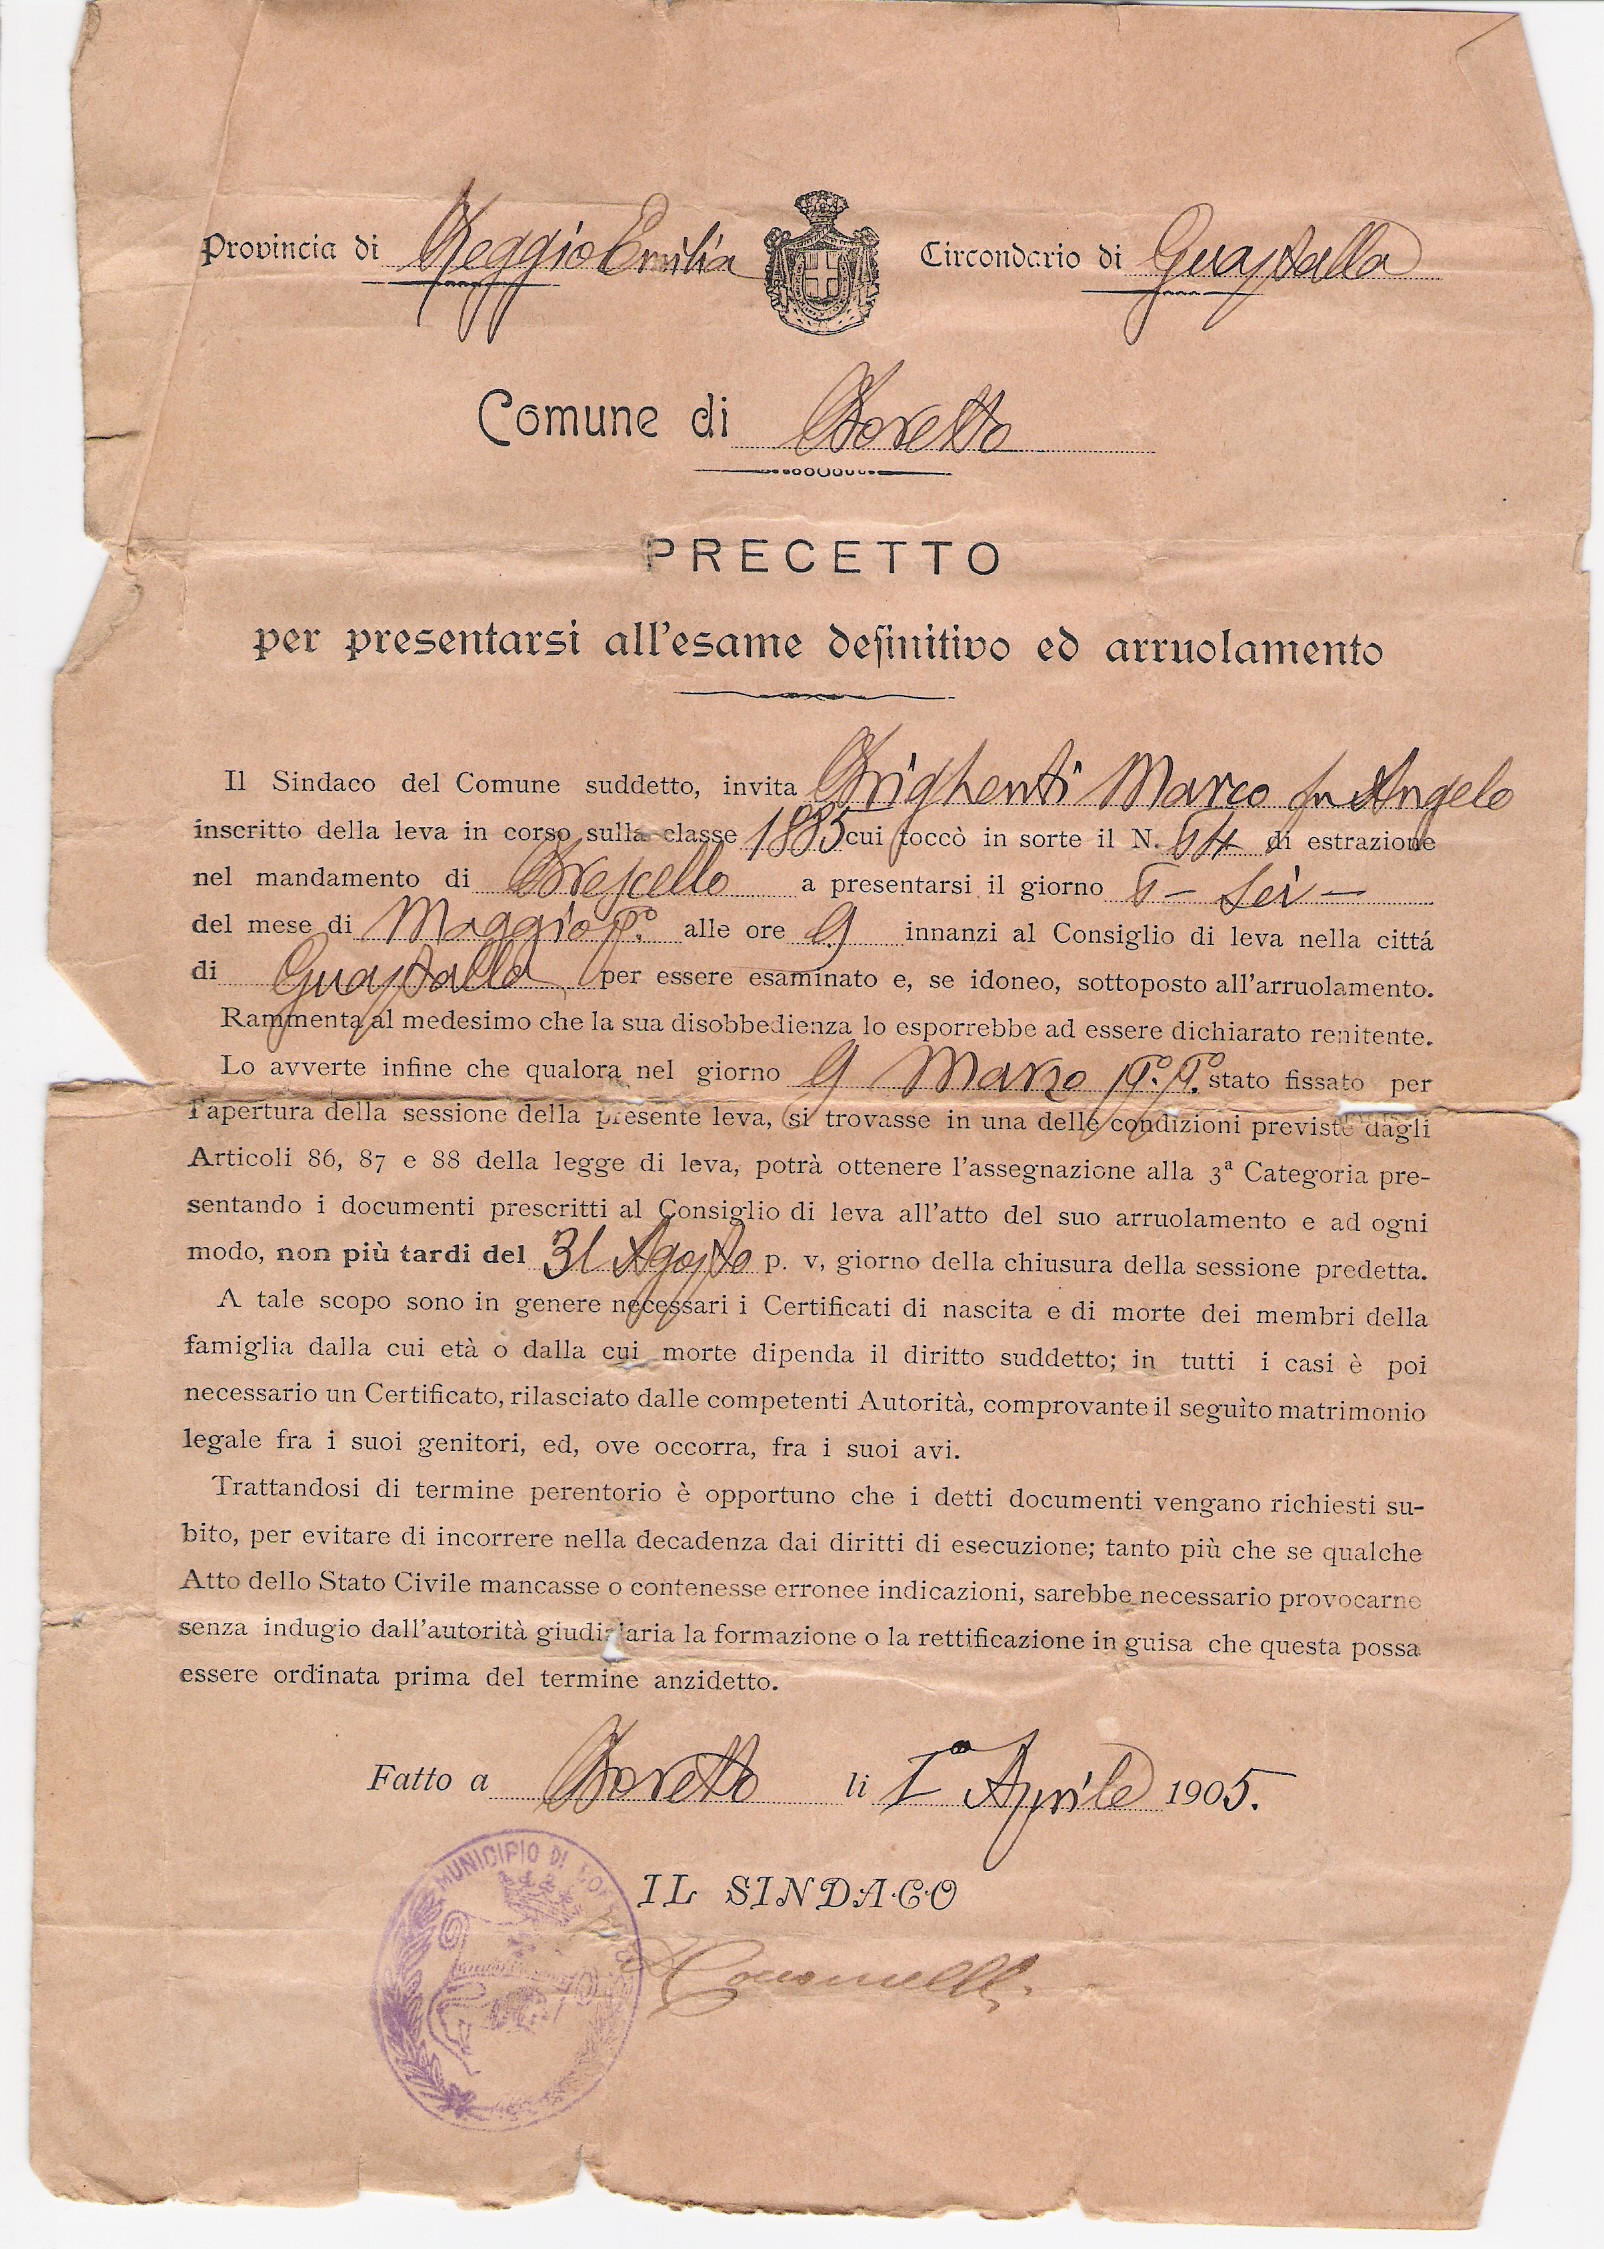 Provincia di Reggio Emilia Circondario di Guastalla
Comune di Boretto
PRECETTO
per presentarsi all'esame definitivo ed arruolamento
Il Sindaco del Comune suddetto, invita Brighenti Marco fu Angelo
inscritto della leva in corso sulla classe 1885 cui toccò in sorte il N. 64 di estrazione
nel mandamento di Brescello a presentarsi il giorno 6 - Sei -
del mese di Maggio p.º alle ore 9 innanzi al Consiglio di leva nella cittá
di Guastalla per essere esaminato e, se idoneo, sottoposto all'arruolamento.
Rammenta al medesimo che la sua disobbedienza lo esporrebbe ad essere dichiarato renitente.
Lo avverte infine che qualora nel giorno 9 Marzo p.º p.º stato fissato per
l'apertura della sessione della presente leva, si trovasse in una delle condizioni previste dagli
Articoli 86, 87 e 88 della legge di leva, potrà ottenere l'assegnazione alla 3ª Categoria pre-
sentando i documenti prescritti al Consiglio di leva all'atto del suo arruolamento e ad ogni
modo, non più tardi del 31 Agosto p. v, giorno della chiusura della sessione predetta.
A tale scopo sono in genere necessari i Certificati di nascita e di morte dei membri della
famiglia dalla cui età o dalla cui morte dipenda il diritto suddetto; in tutti i casi è poi
necessario un Certificato, rilasciato dalle competenti Autorità, comprovante il seguìto matrimonio
legale fra i suoi genitori, ed, ove occorra, fra i suoi avi.
Trattandosi di termine perentorio è opportuno che i detti documenti vengano richiesti su-
bito, per evitare di incorrere nella decadenza dai diritti di esecuzione; tanto più che se qualche
Atto dello Stato Civile mancasse o contenesse erronee indicazioni, sarebbe necessario provocarne
senza indugio dall'autorità giudiziaria la formazione o la rettificazione in guisa che questa possa
essere ordinata prima del termine anzidetto.
Fatto a Boretto li 1º Aprile 1905.
MUNICIPIO DI
IL SINDACO